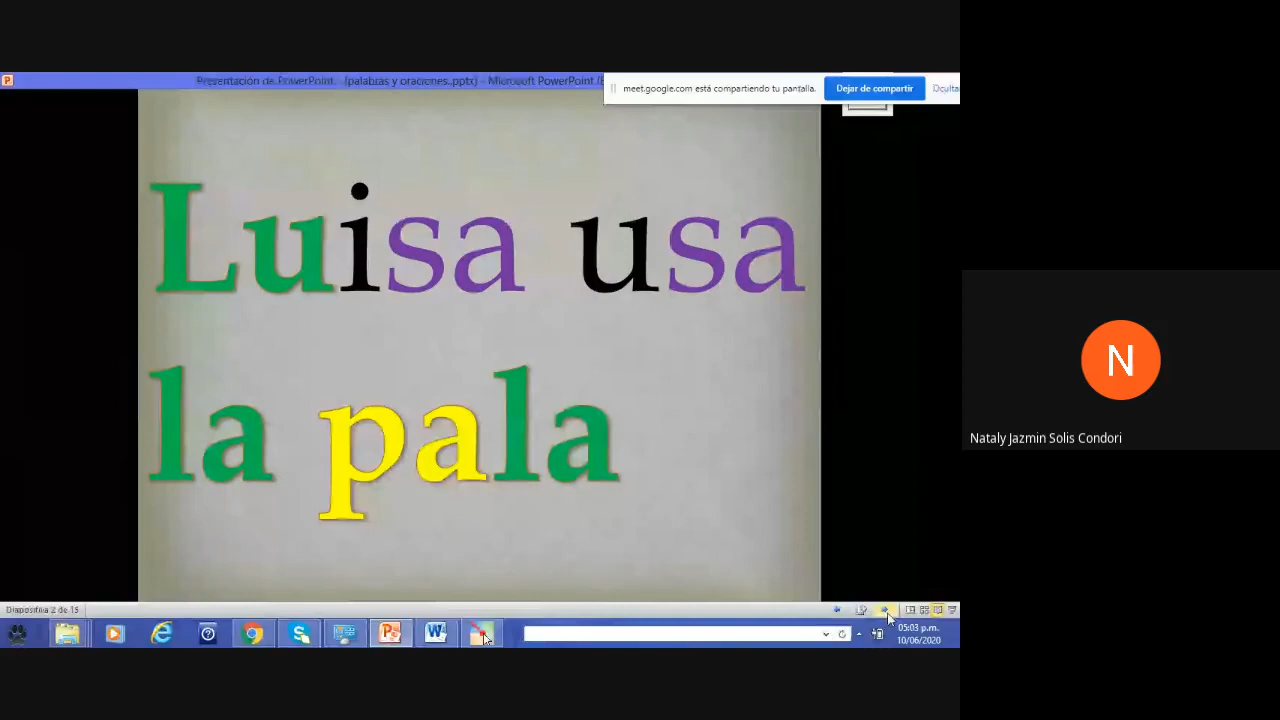 Presentación de PowerPoint. - [palabras y oraciones..pptx] - Microsoft PowerPoint (E
meet.google.com está compartiendo tu pantalla.
Dejar de compartir
Oculta
Luisa usa
la pala
N
Nataly Jazmin Solis Condori
Diapositiva 2 de 15
05:03 p.m.
10/06/2020